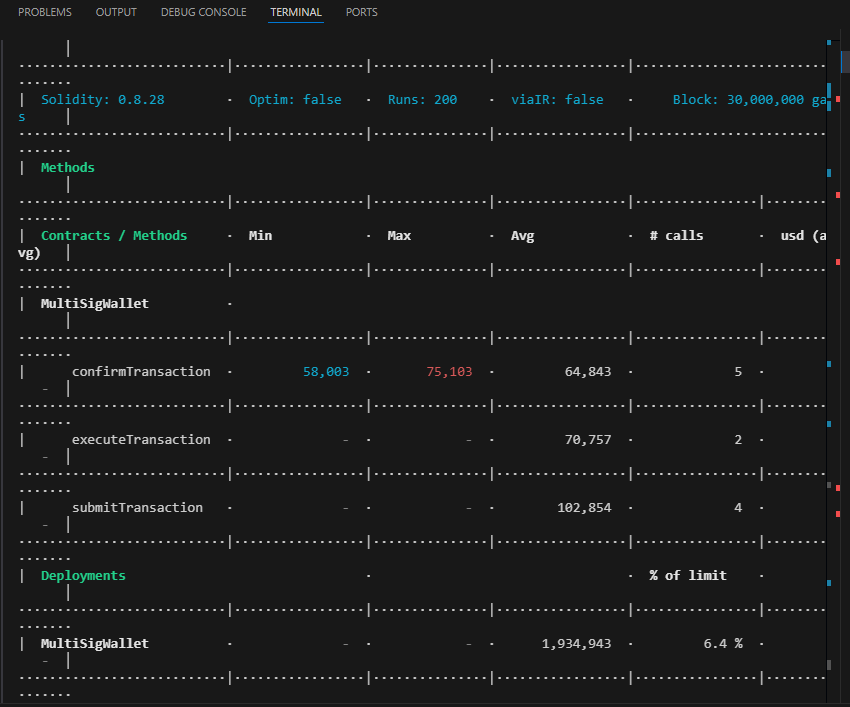 PROBLEMS OUTPUT DEBUG CONSOLE TERMINAL PORTS
|
···························|·················|···············|·················|···············|·························
·······
| Solidity: 0.8.28 · Optim: false · Runs: 200 · viaIR: false · Block: 30,000,000 ga
s |
···························|·················|···············|·················|·························
·······
| Methods
|
···························|·················|···············|·················|···············|········
·······
| Contracts / Methods · Min · Max · Avg · # calls · usd (a
vg) |
···························|·················|···············|·················|···············|········
·······
| MultiSigWallet ·
|
···························|·················|···············|·················|···············|········
·······
| confirmTransaction · 58,003 · 75,103 · 64,843 · 5 ·
- |
···························|·················|···············|·················|···············|········
·······
| executeTransaction · - · - · 70,757 · 2 ·
- |
···························|·················|···············|·················|···············|········
·······
| submitTransaction · - · - · 102,854 · 4 ·
- |
···························|·················|···············|·················|···············|········
·······
| Deployments · · % of limit ·
|
···························|·················|···············|·················|···············|········
·······
| MultiSigWallet · - · - · 1,934,943 · 6.4 % ·
- |
···························|·················|···············|·················|···············|········
·······